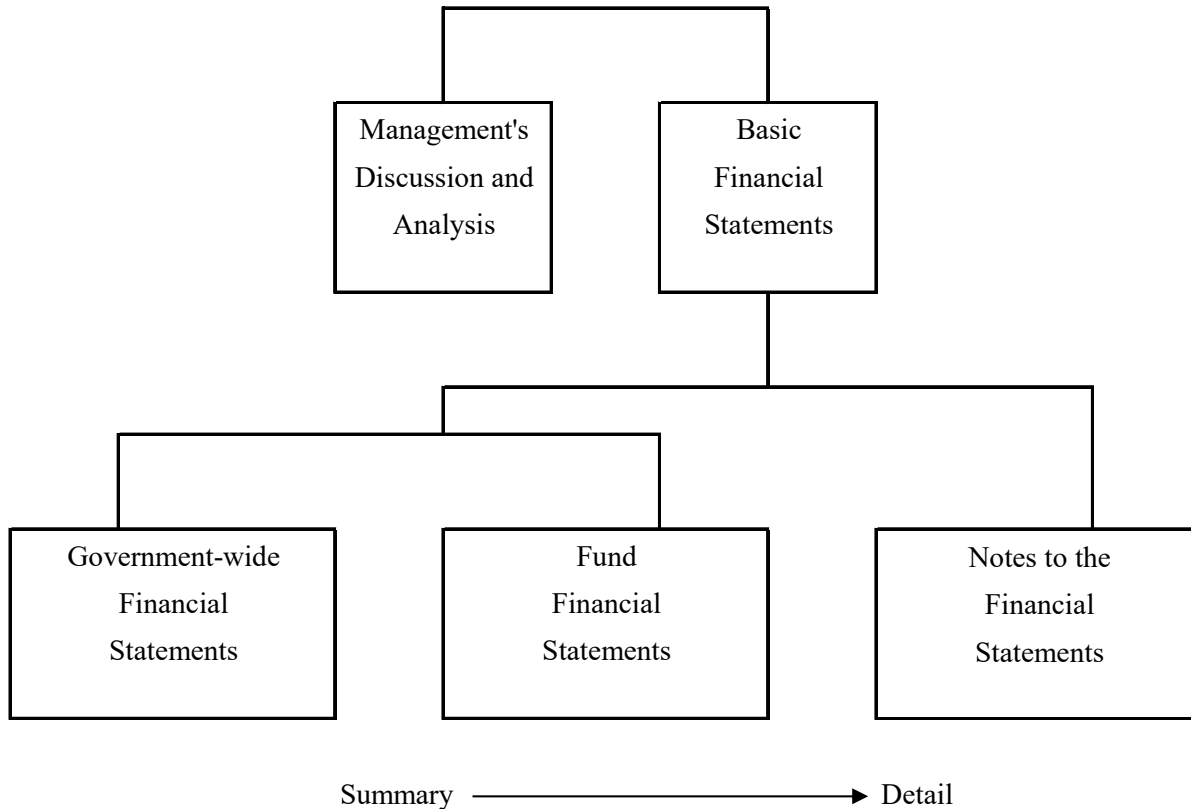 Management's
Discussion and
Analysis
Basic
Financial
Statements
Government-wide
Financial
Statements
Fund
Financial
Statements
Notes to the
Financial
Statements
Summary Detail